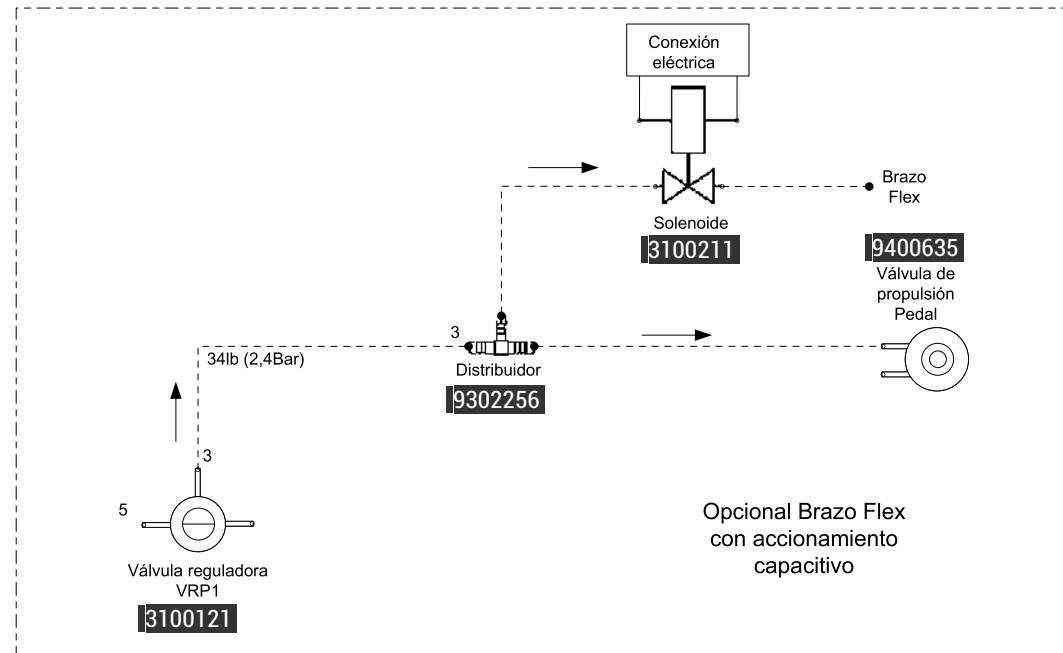 Conexión
eléctrica
Brazo
Flex
Solenoide
3100211
9400635
Válvula de
propulsión
Pedal
3
34lb (2,4Bar)
Distribuidor
9302256
3
5
Válvula reguladora
VRP1
3100121
Opcional Brazo Flex
con accionamiento
capacitivo